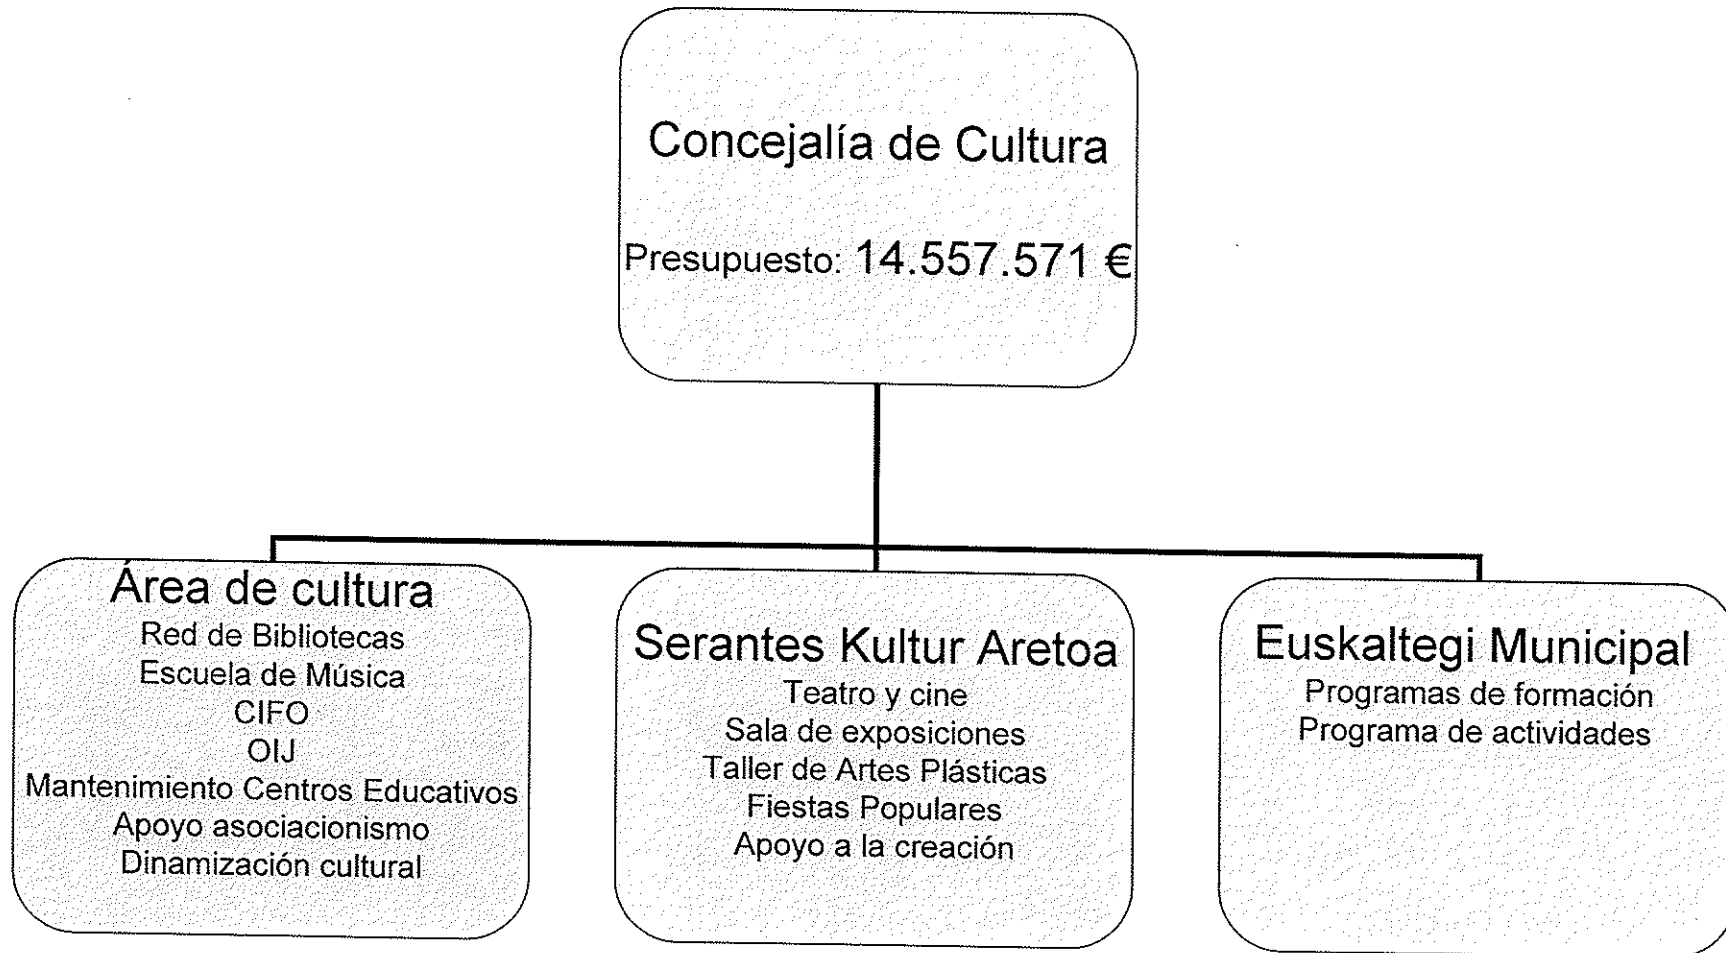 Concejalía de Cultura
Presupuesto: 14.557.571 €
Área de cultura
Red de Bibliotecas
Escuela de Música
CIFO
OIJ
Mantenimiento Centros Educativos
Apoyo asociacionismo
Dinamización cultural
Serantes Kultur Aretoa
Teatro y cine
Sala de exposiciones
Taller de Artes Plásticas
Fiestas Populares
Apoyo a la creación
Euskaltegi Municipal
Programas de formación
Programa de actividades